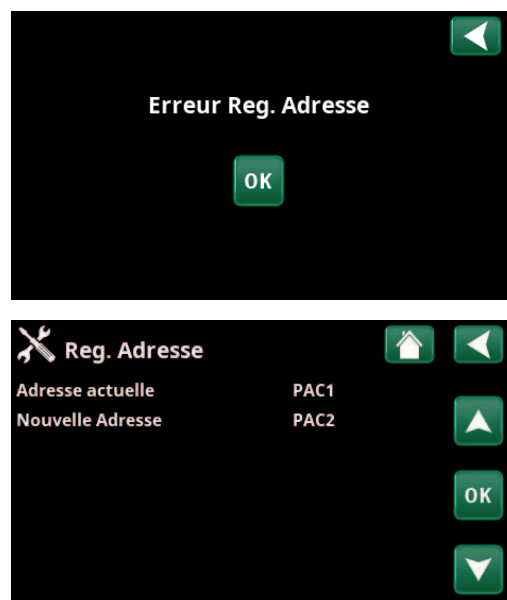 Erreur Reg. Adresse
OK
Reg. Adresse
Adresse actuelle PAC1
Nouvelle Adresse PAC2
OK